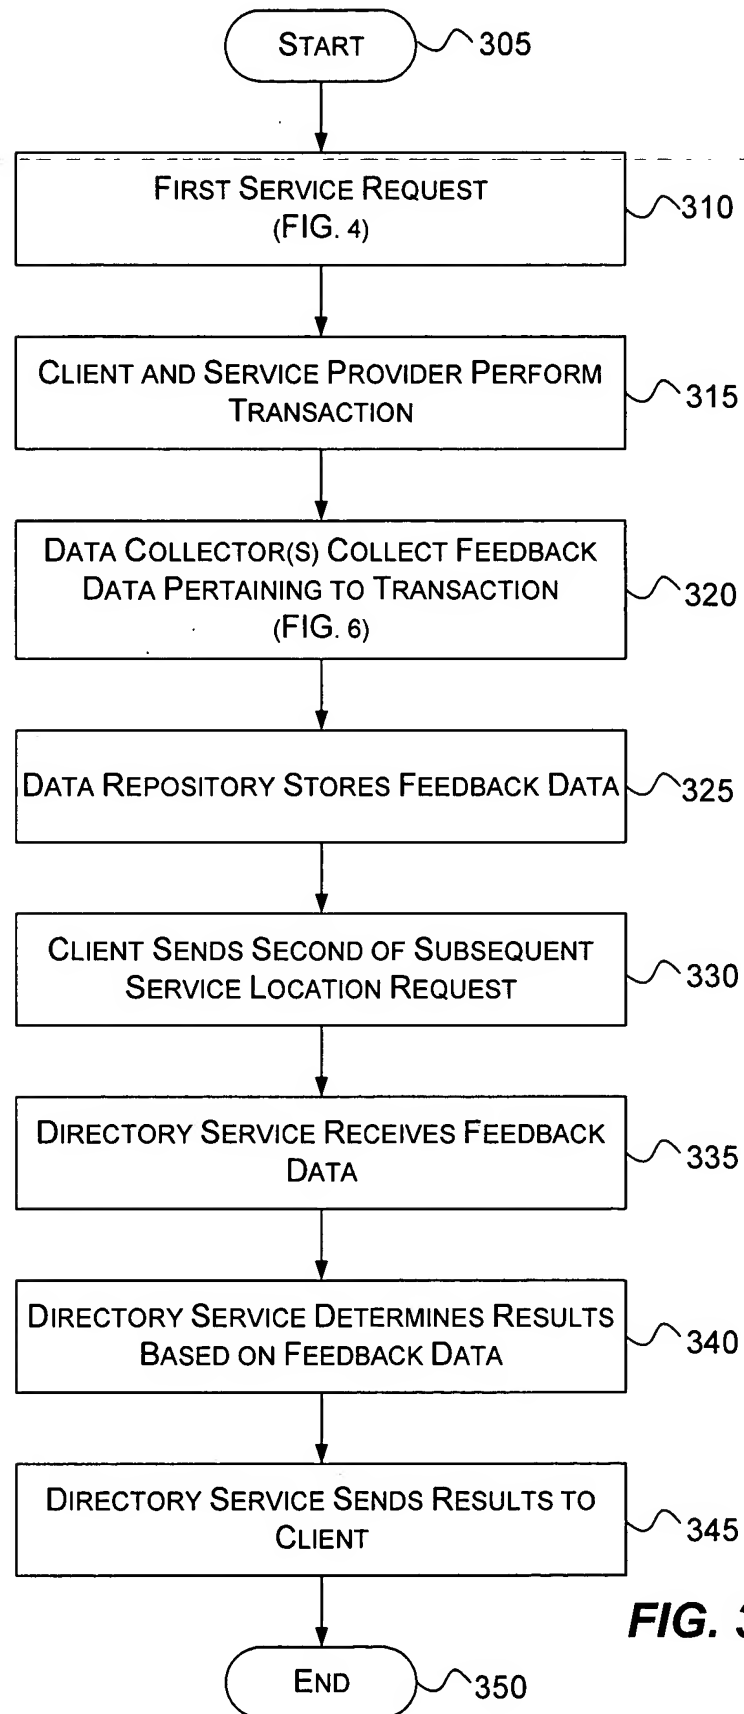 START
305
FIRST SERVICE REQUEST
(FIG. 4)
310
CLIENT AND SERVICE PROVIDER PERFORM
TRANSACTION
315
DATA COLLECTOR(S) COLLECT FEEDBACK
DATA PERTAINING TO TRANSACTION
(FIG. 6)
320
DATA REPOSITORY STORES FEEDBACK DATA
325
CLIENT SENDS SECOND OF SUBSEQUENT
SERVICE LOCATION REQUEST
330
DIRECTORY SERVICE RECEIVES FEEDBACK
DATA
335
DIRECTORY SERVICE DETERMINES RESULTS
BASED ON FEEDBACK DATA
340
DIRECTORY SERVICE SENDS RESULTS TO
CLIENT
345
FIG. 3
END
350